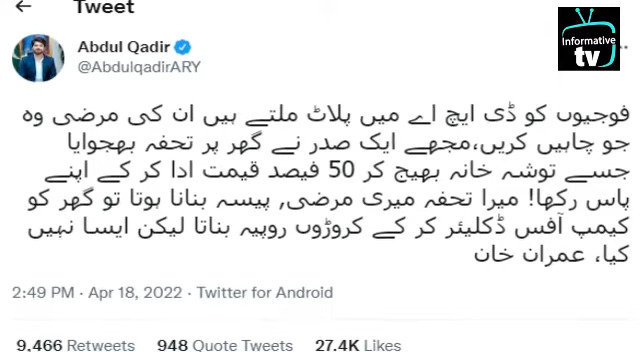 Tweet
Informative
tv
Abdul Qadir
@AbdulqadirARY
فوجیوں کو ڈی ایچ اے میں پلاٹ ملتے ہیں ان کی مرضی وہ
جو چاہیں کریں،مجھے ایک صدر نے گھر پر تحفہ بھجوایا
جسے توشہ خانہ بھیج کر 50 فیصد قیمت ادا کر کے اپنے
پاس رکھا! میرا تحفہ میری مرضی, پیسہ بنانا ہوتا تو گھر کو
کیمپ آفس ڈکلیئر کر کے کروڑوں روپیہ بناتا لیکن ایسا نہیں
کیا، عمران خان
2:49 PM · Apr 18, 2022 · Twitter for Android
9,466 Retweets 948 Quote Tweets 27.4K Likes